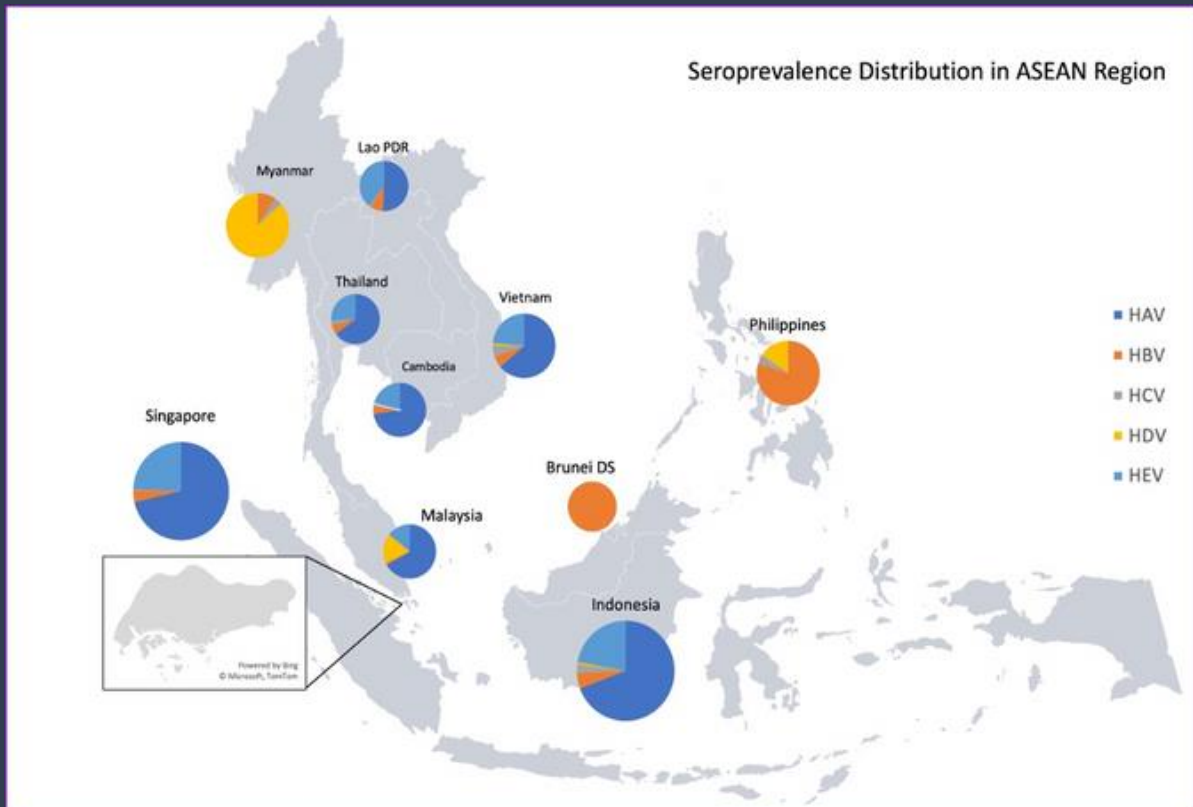 Seroprevalence Distribution in ASEAN Region
Lao PDR
Myanmar
Thailand
Vietnam
Philippines
Cambodia
Singapore
Brunei DS
Malaysia
Indonesia
HAV
HBV
HCV
HDV
HEV
Powered by Bing
© Microsoft, TomTom